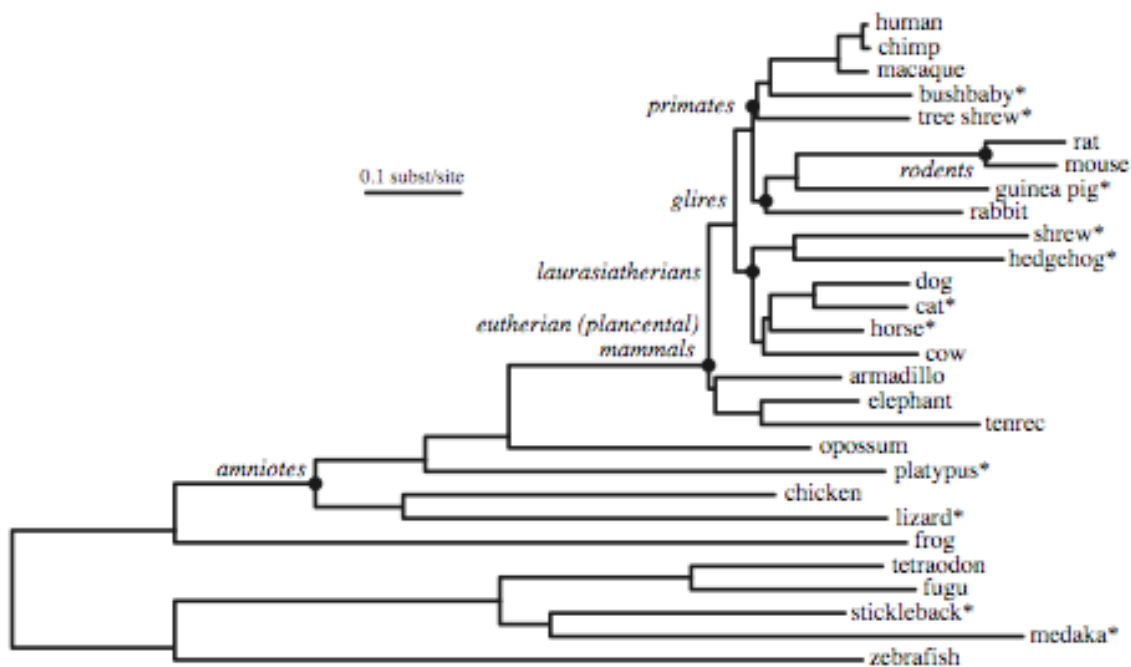 human
chimp
macaque
bushbaby*
primates
tree shrew*
rat
mouse
rodents
0.1 subst/site
guinea pig*
glires
rabbit
shrew*
hedgehog*
laurasiatherians
dog
cat*
eutherian (plancental)
mammals
horse*
cow
armadillo
elephant
tenrec
opossum
amniotes
platypus*
chicken
lizard*
frog
tetraodon
fugu
stickleback*
medaka*
zebrafish